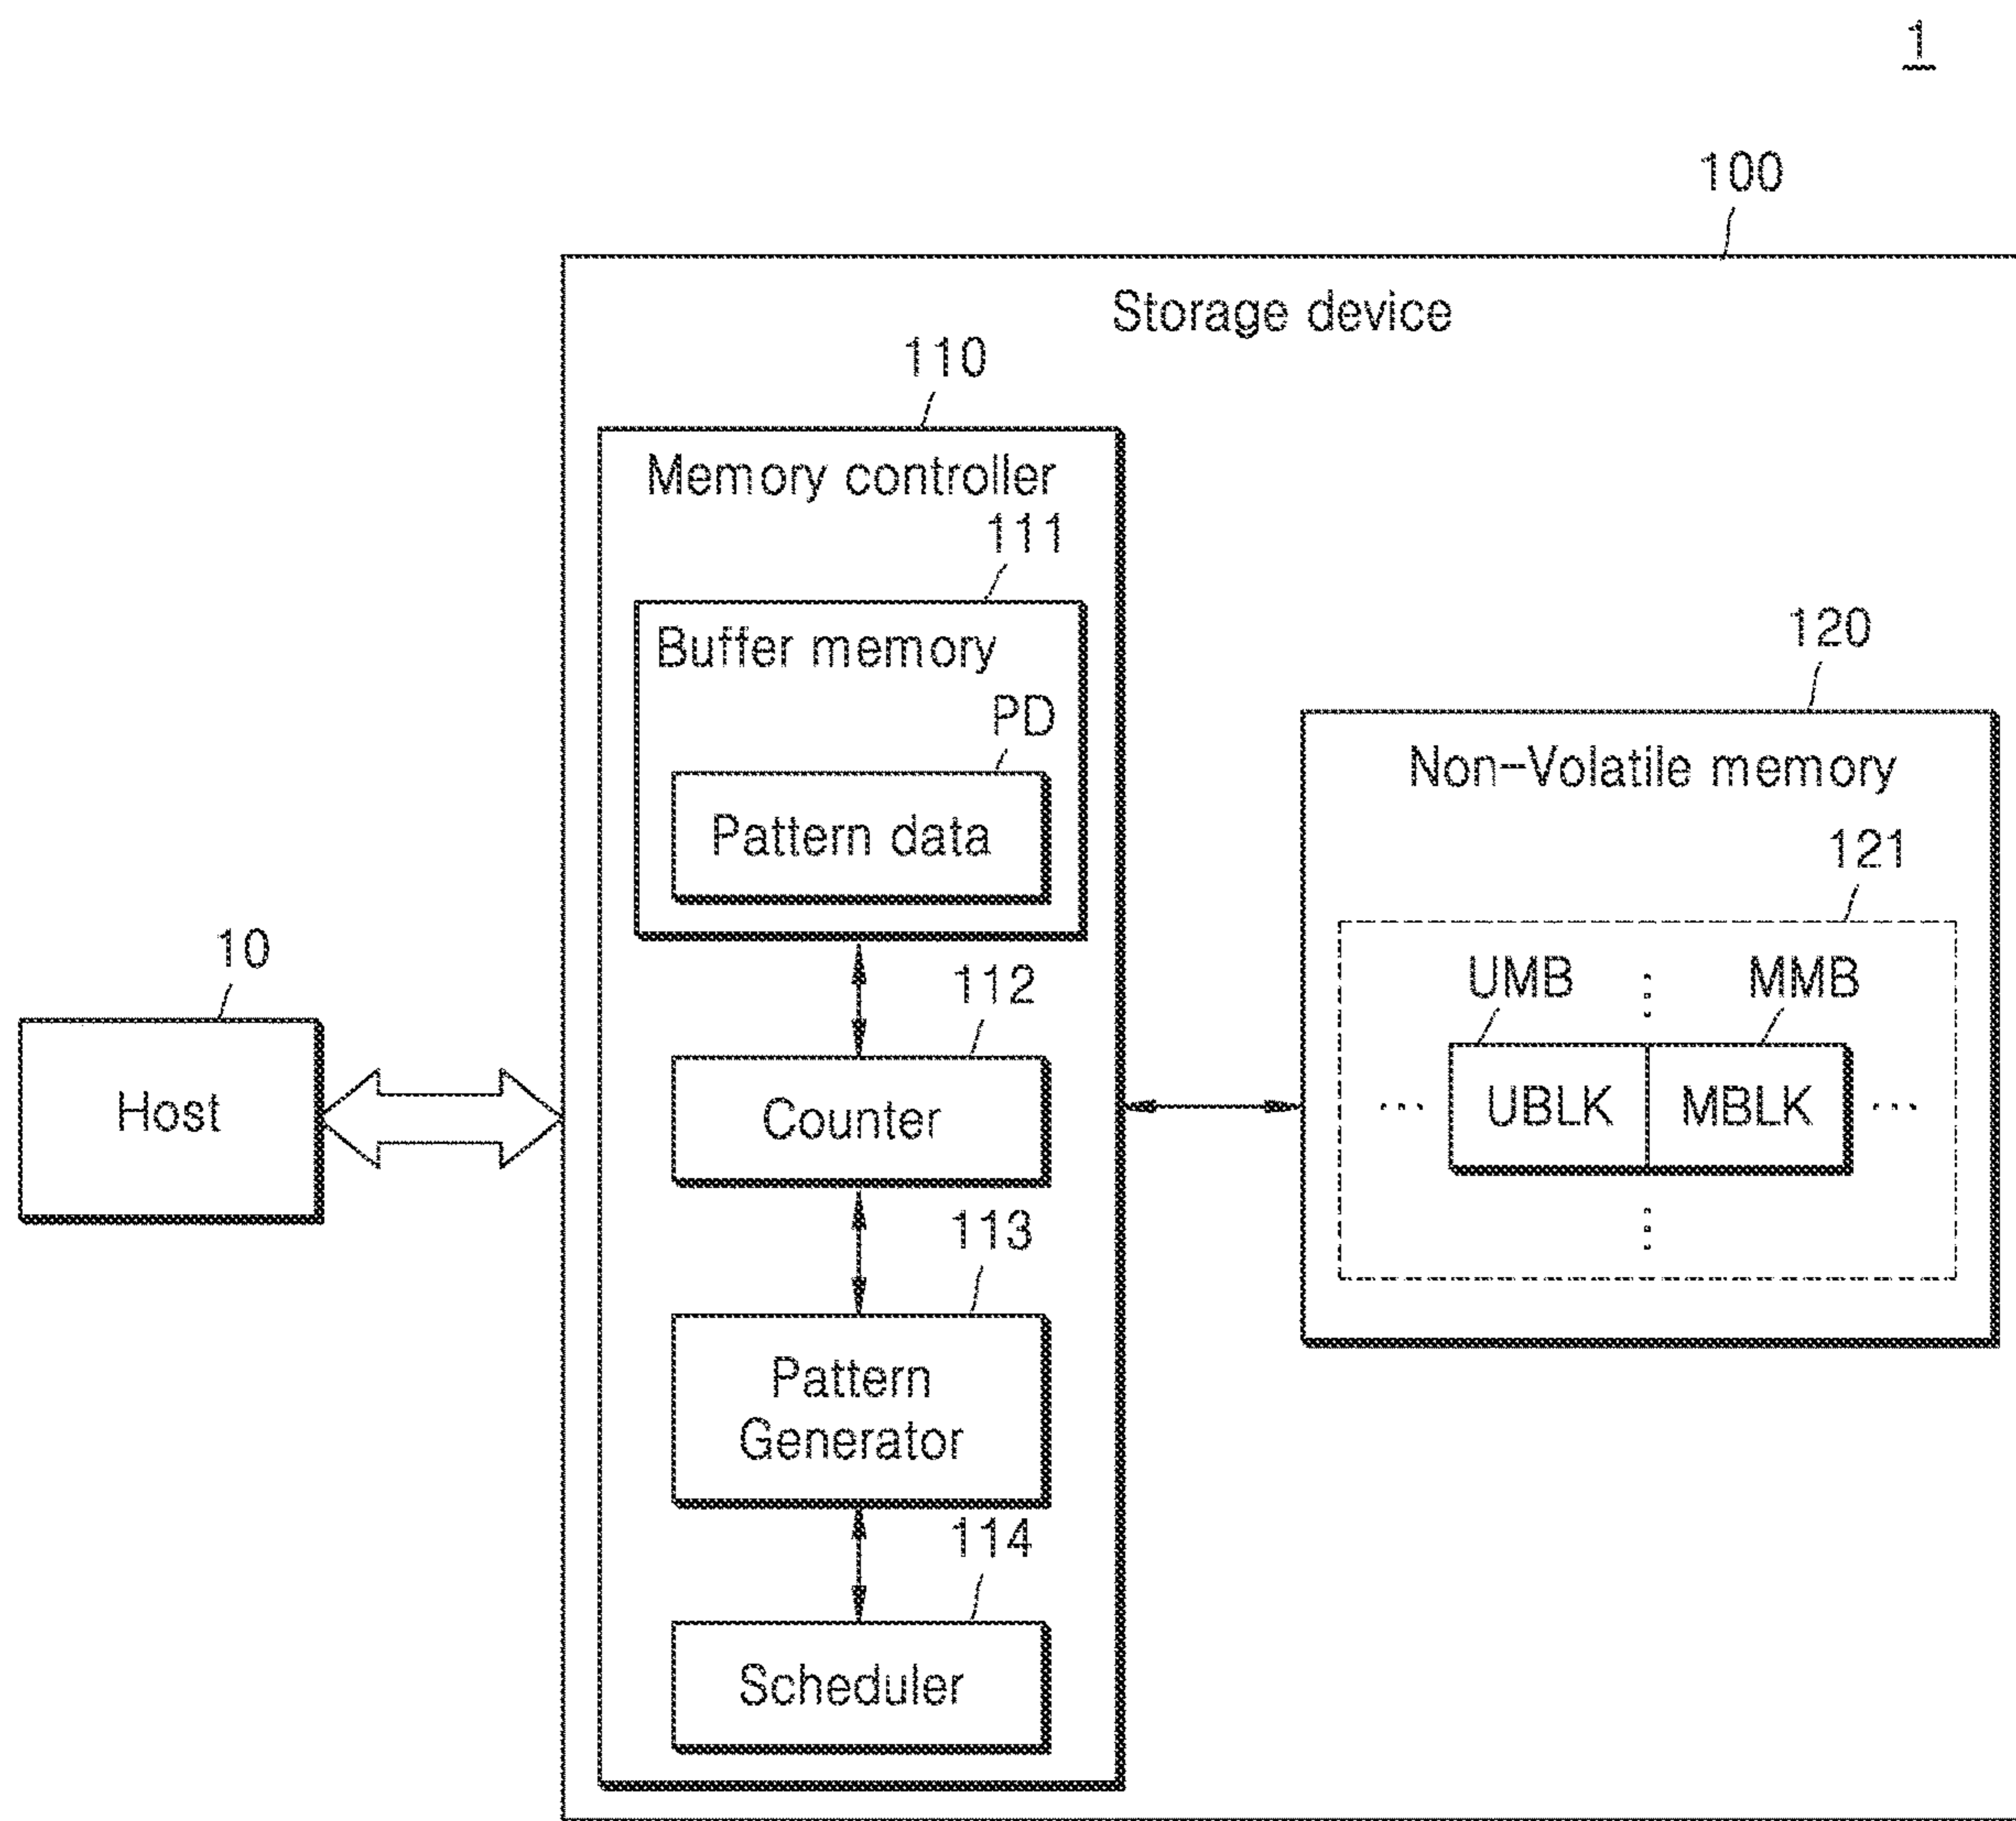 1
100
Storage device
110
Memory controller
111
Buffer memory
PD
Pattern data
120
Non-Volatile memory
121
10
Host
112
Counter
UMB ⋮ MMB
... UBLK MBLK ...
⋮
113
Pattern
Generator
114
Scheduler